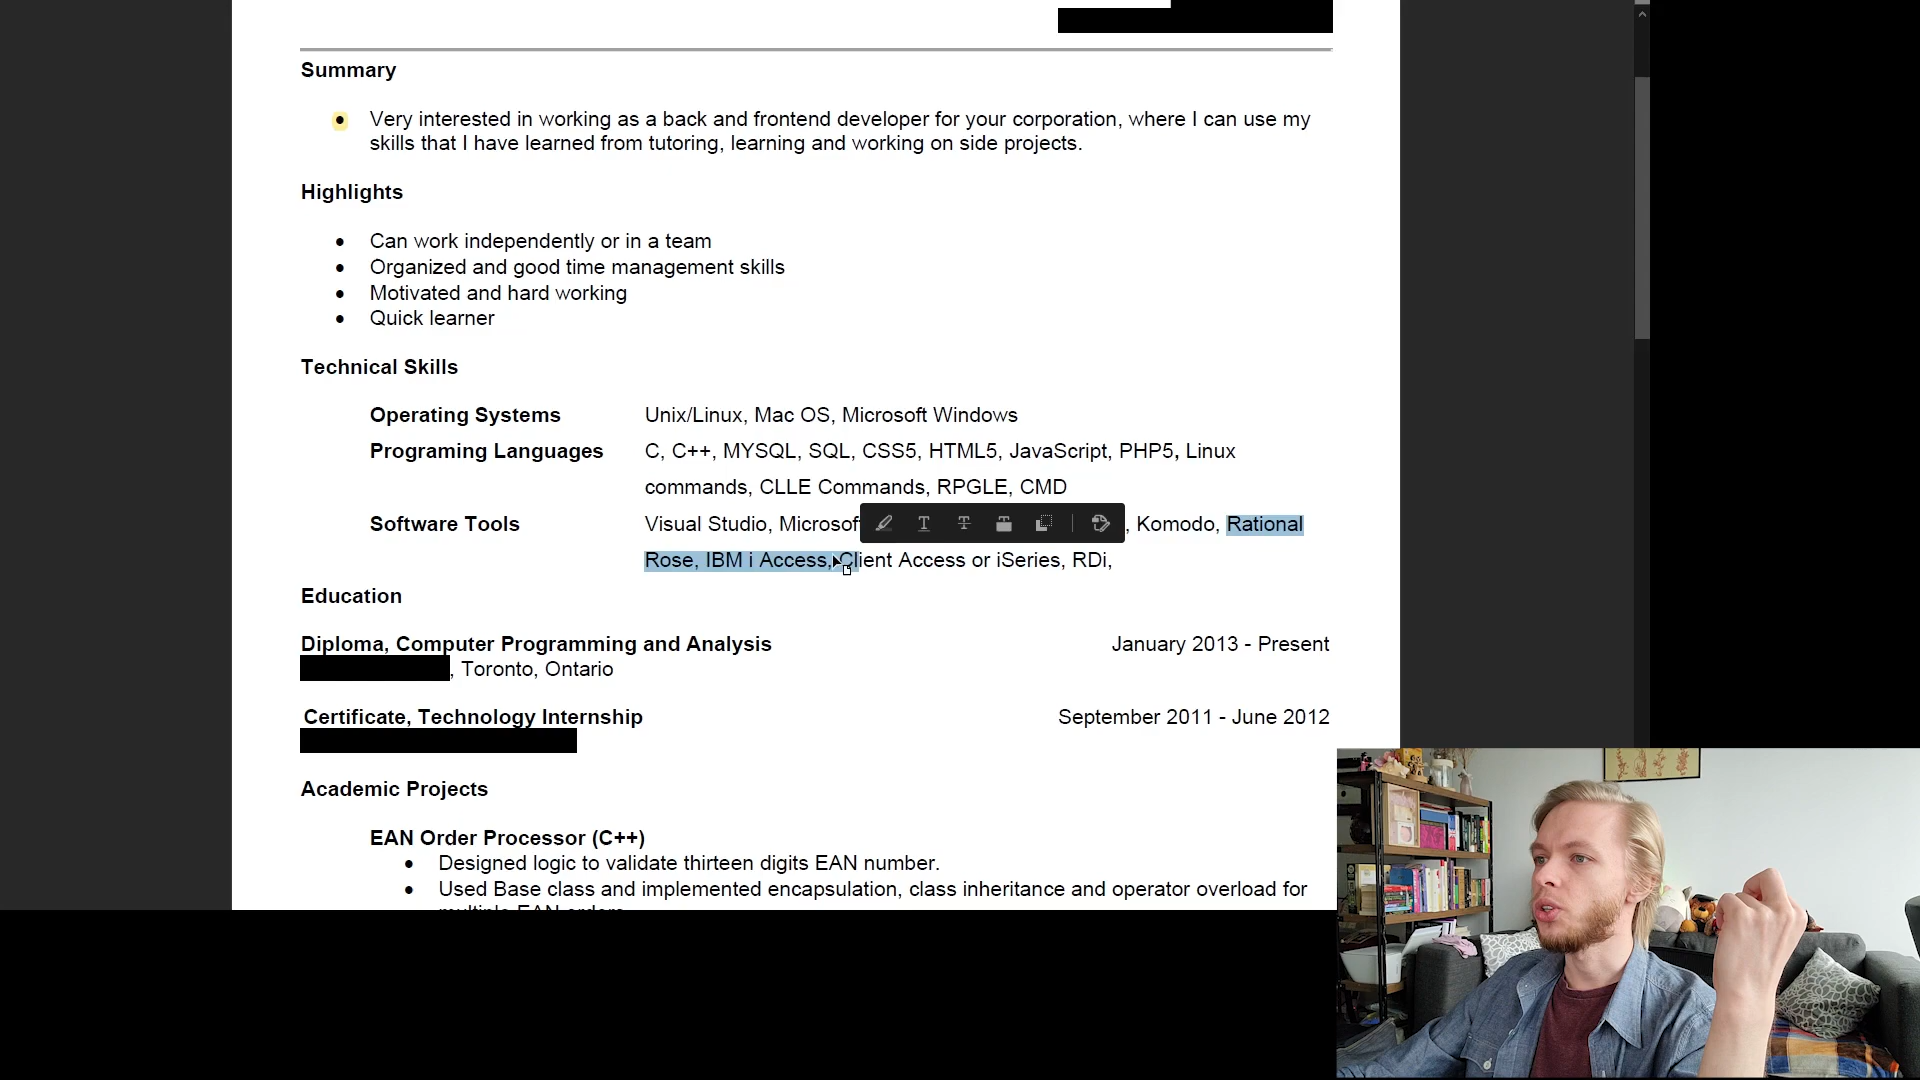 Summary
Very interested in working as a back and frontend developer for your corporation, where I can use my
skills that I have learned from tutoring, learning and working on side projects.
Highlights
Can work independently or in a team
Organized and good time management skills
Motivated and hard working
Quick learner
Technical Skills
Operating Systems Unix/Linux, Mac OS, Microsoft Windows
Programing Languages C, C++, MYSQL, SQL, CSS5, HTML5, JavaScript, PHP5, Linux
commands, CLLE Commands, RPGLE, CMD
Software Tools Visual Studio, , Komodo, Rational
Rose, IBM i Access, Client Access or iSeries, RDi,
Education
Diploma, Computer Programming and Analysis January 2013 - Present
, Toronto, Ontario
Certificate, Technology Internship September 2011 - June 2012
Academic Projects
EAN Order Processor (C++)
Designed logic to validate thirteen digits EAN number.
Used Base class and implemented encapsulation, class inheritance and operator overload for